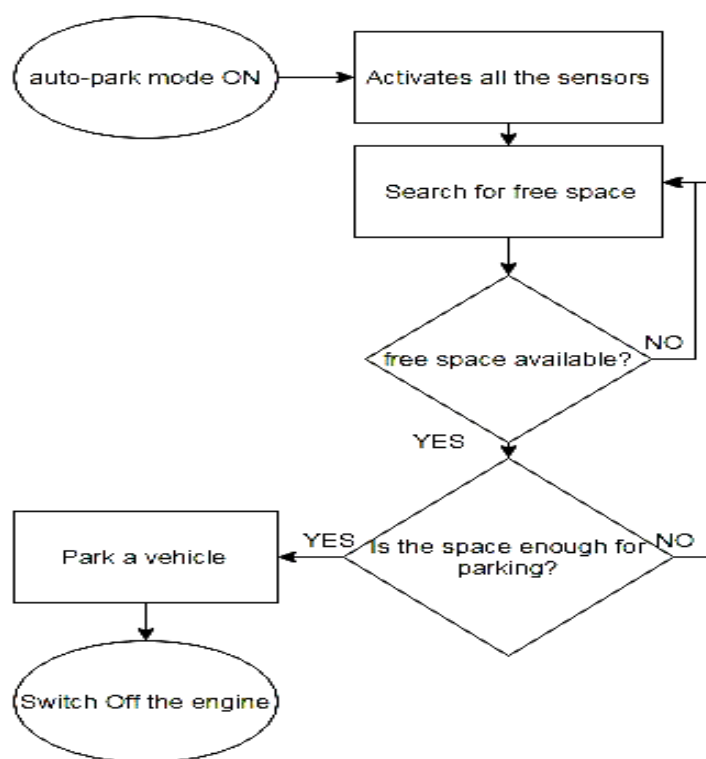 auto-park mode ON
Activates all the sensors
Search for free space
free space available?
NO
YES
Is the space enough for
parking?
NO
YES
Park a vehicle
Switch Off the engine